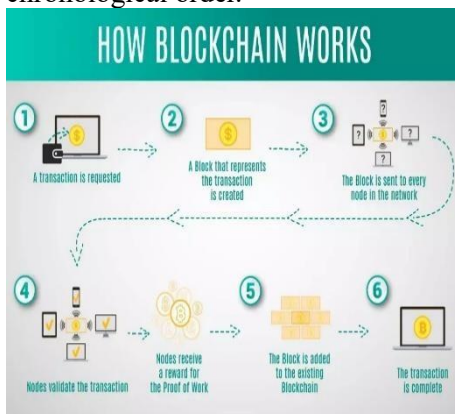 chronological order.
HOW BLOCKCHAIN WORKS
1
A transaction is requested
2
A Block that represents
the transaction
is created
3
The Block is sent to every
node in the network
4
Nodes validate the transaction
Nodes receive
a reward for
the Proof of Work
5
The Block is added
to the existing
Blockchain
6
The transaction
is complete